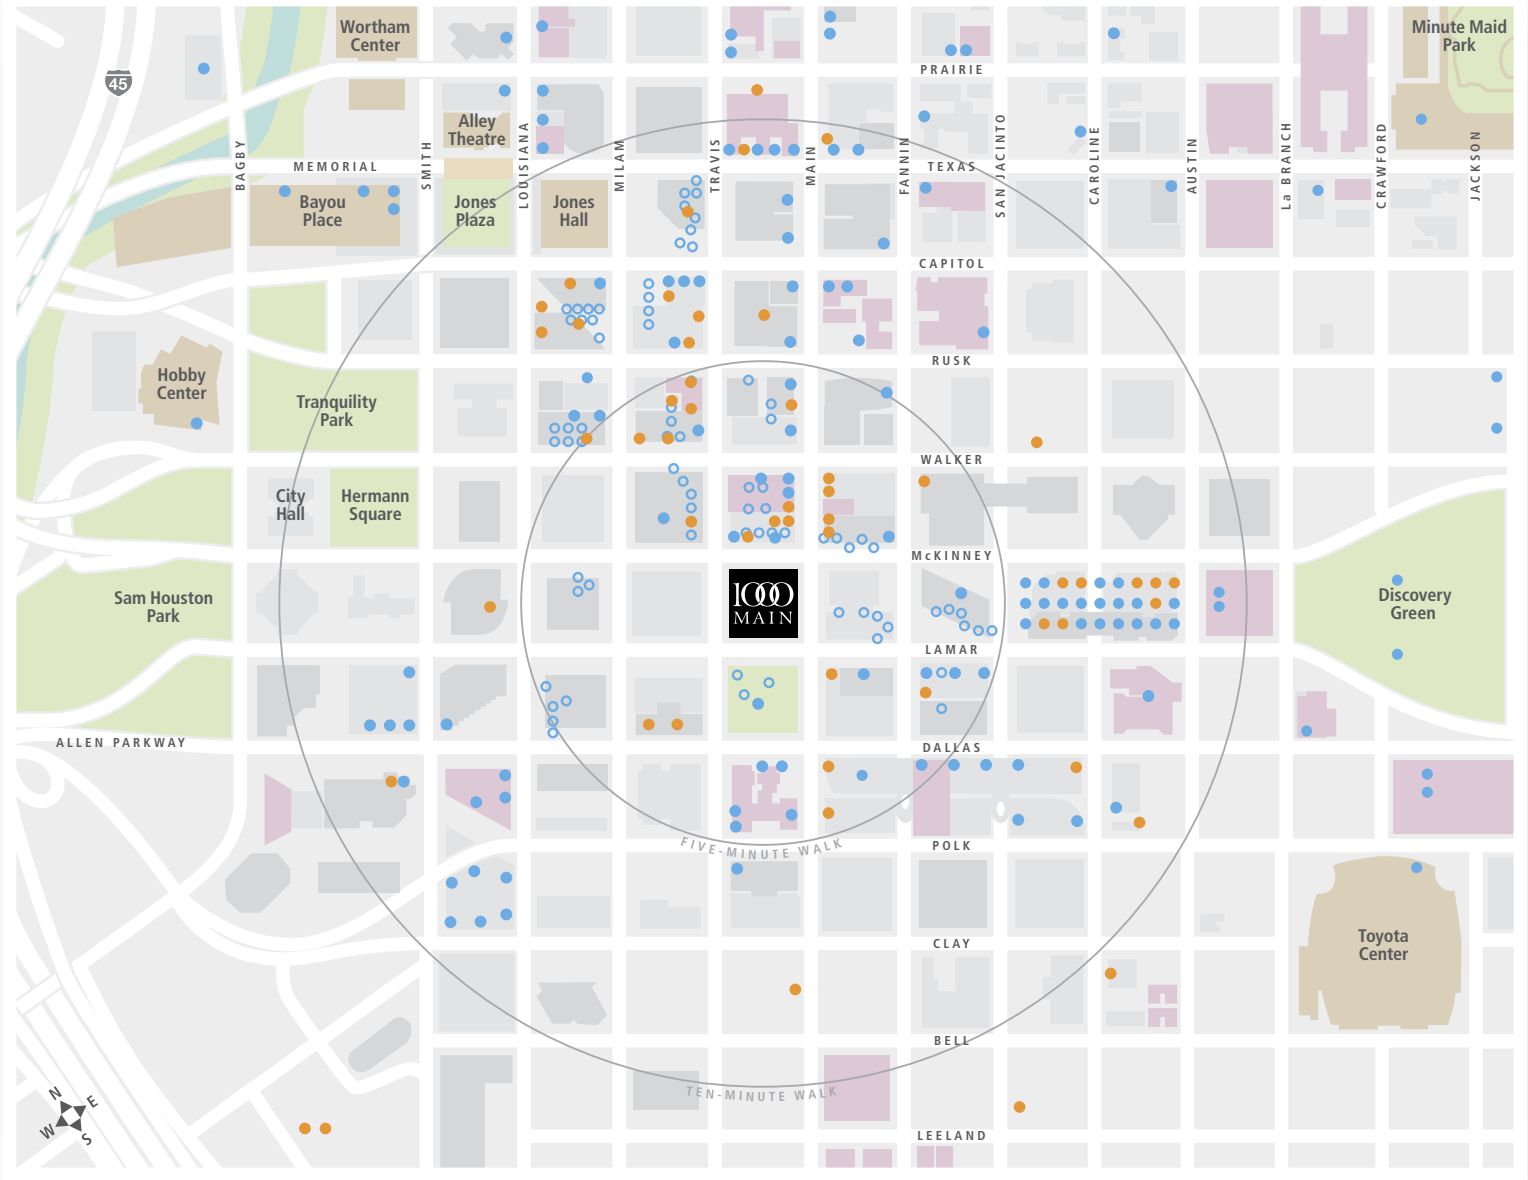 Wortham
Center
Minute Maid
Park
45
PRAIRIE
Alley
Theatre
BAGBY
SMITH
LOUISIANA
MILAM
TRAVIS
MAIN
FANNIN
SAN JACINTO
CAROLINE
AUSTIN
La BRANCH
CRAWFORD
JACKSON
MEMORIAL
TEXAS
Bayou
Place
Jones
Plaza
Jones
Hall
CAPITOL
RUSK
Hobby
Center
Tranquility
Park
WALKER
City
Hall
Hermann
Square
McKINNEY
1000
MAIN
Sam Houston
Park
Discovery
Green
LAMAR
ALLEN PARKWAY
DALLAS
FIVE-MINUTE WALK
POLK
CLAY
Toyota
Center
BELL
TEN-MINUTE WALK
N
E
W
S
LEELAND